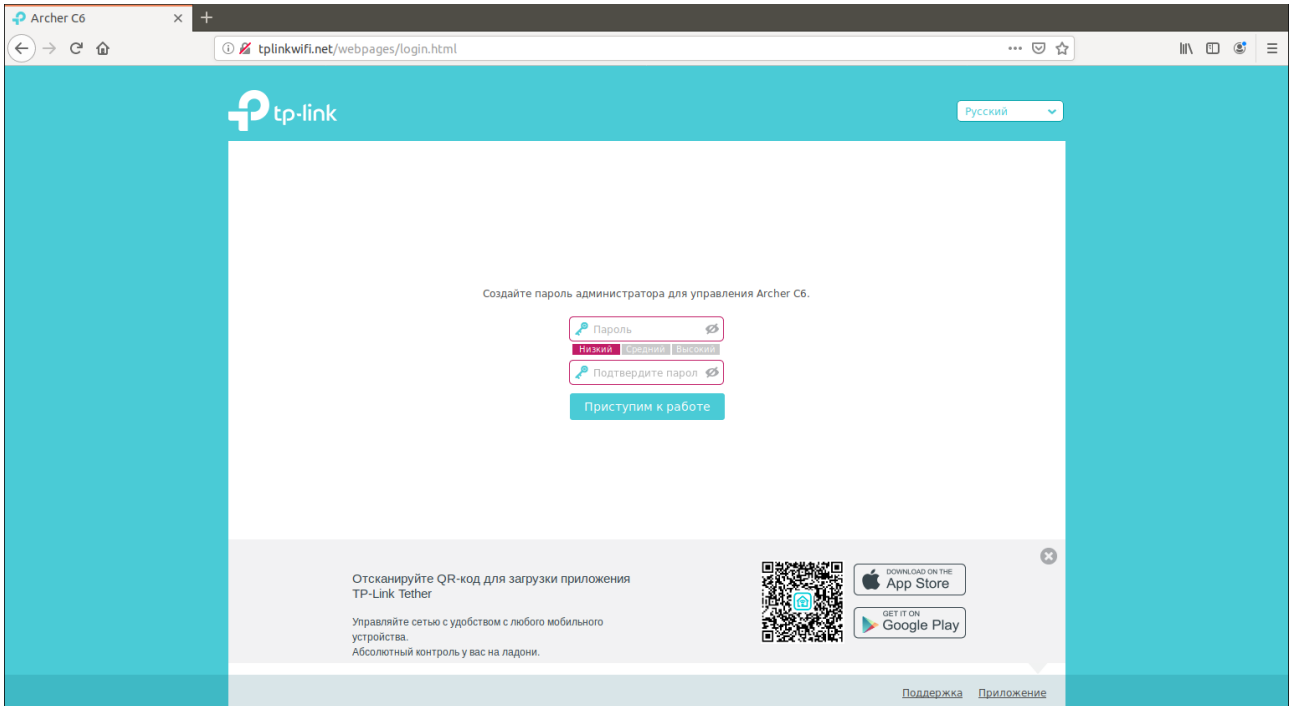 Archer C6
tplinkwifi.net/webpages/login.html
tp-link
Русский
Создайте пароль администратора для управления Archer C6.
Пароль
Низкий Средний Высокий
Подтвердите парол
Приступим к работе
Отсканируйте QR-код для загрузки приложения
TP-Link Tether
Управляйте сетью с удобством с любого мобильного
устройства.
Абсолютный контроль у вас на ладони.
DOWNLOAD ON THE
App Store
GET IT ON
Google Play
Поддержка Приложение